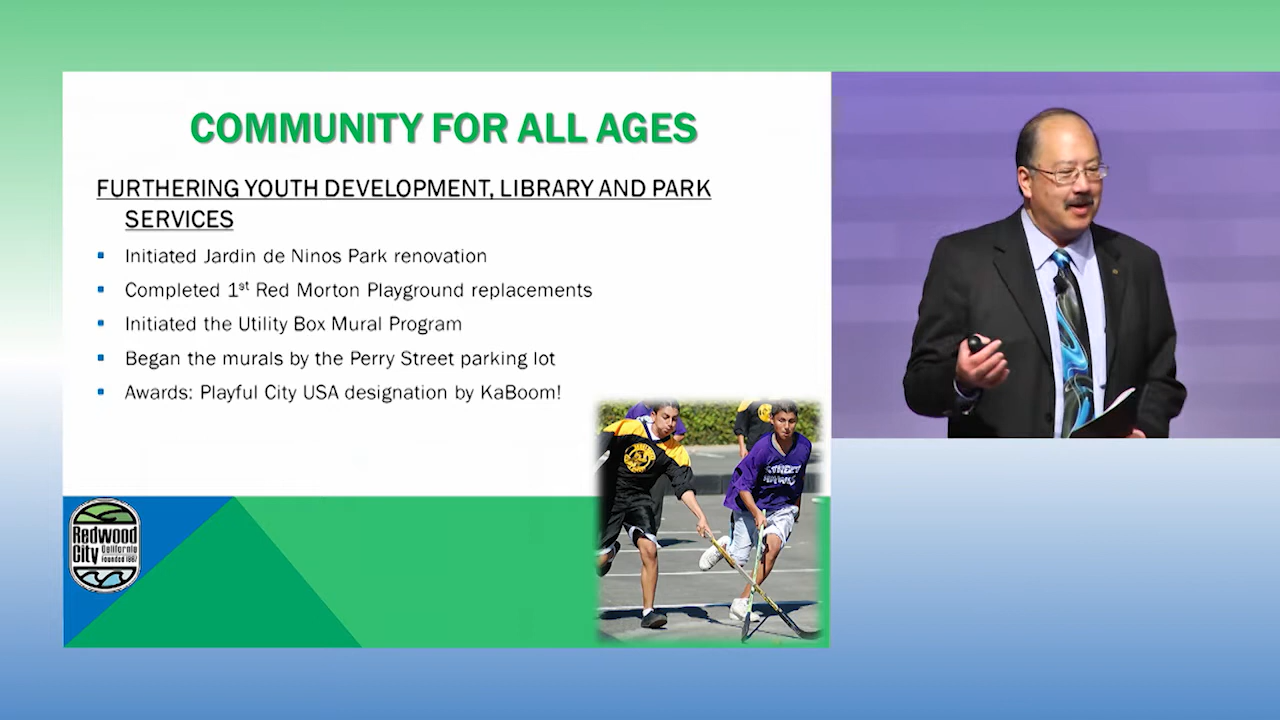 COMMUNITY FOR ALL AGES
FURTHERING YOUTH DEVELOPMENT, LIBRARY AND PARK
SERVICES
Initiated Jardin de Ninos Park renovation
Completed 1st Red Morton Playground replacements
Initiated the Utility Box Mural Program
Began the murals by the Perry Street parking lot
Awards: Playful City USA designation by KaBoom!
Redwood
City
California
Founded 1867
STREET